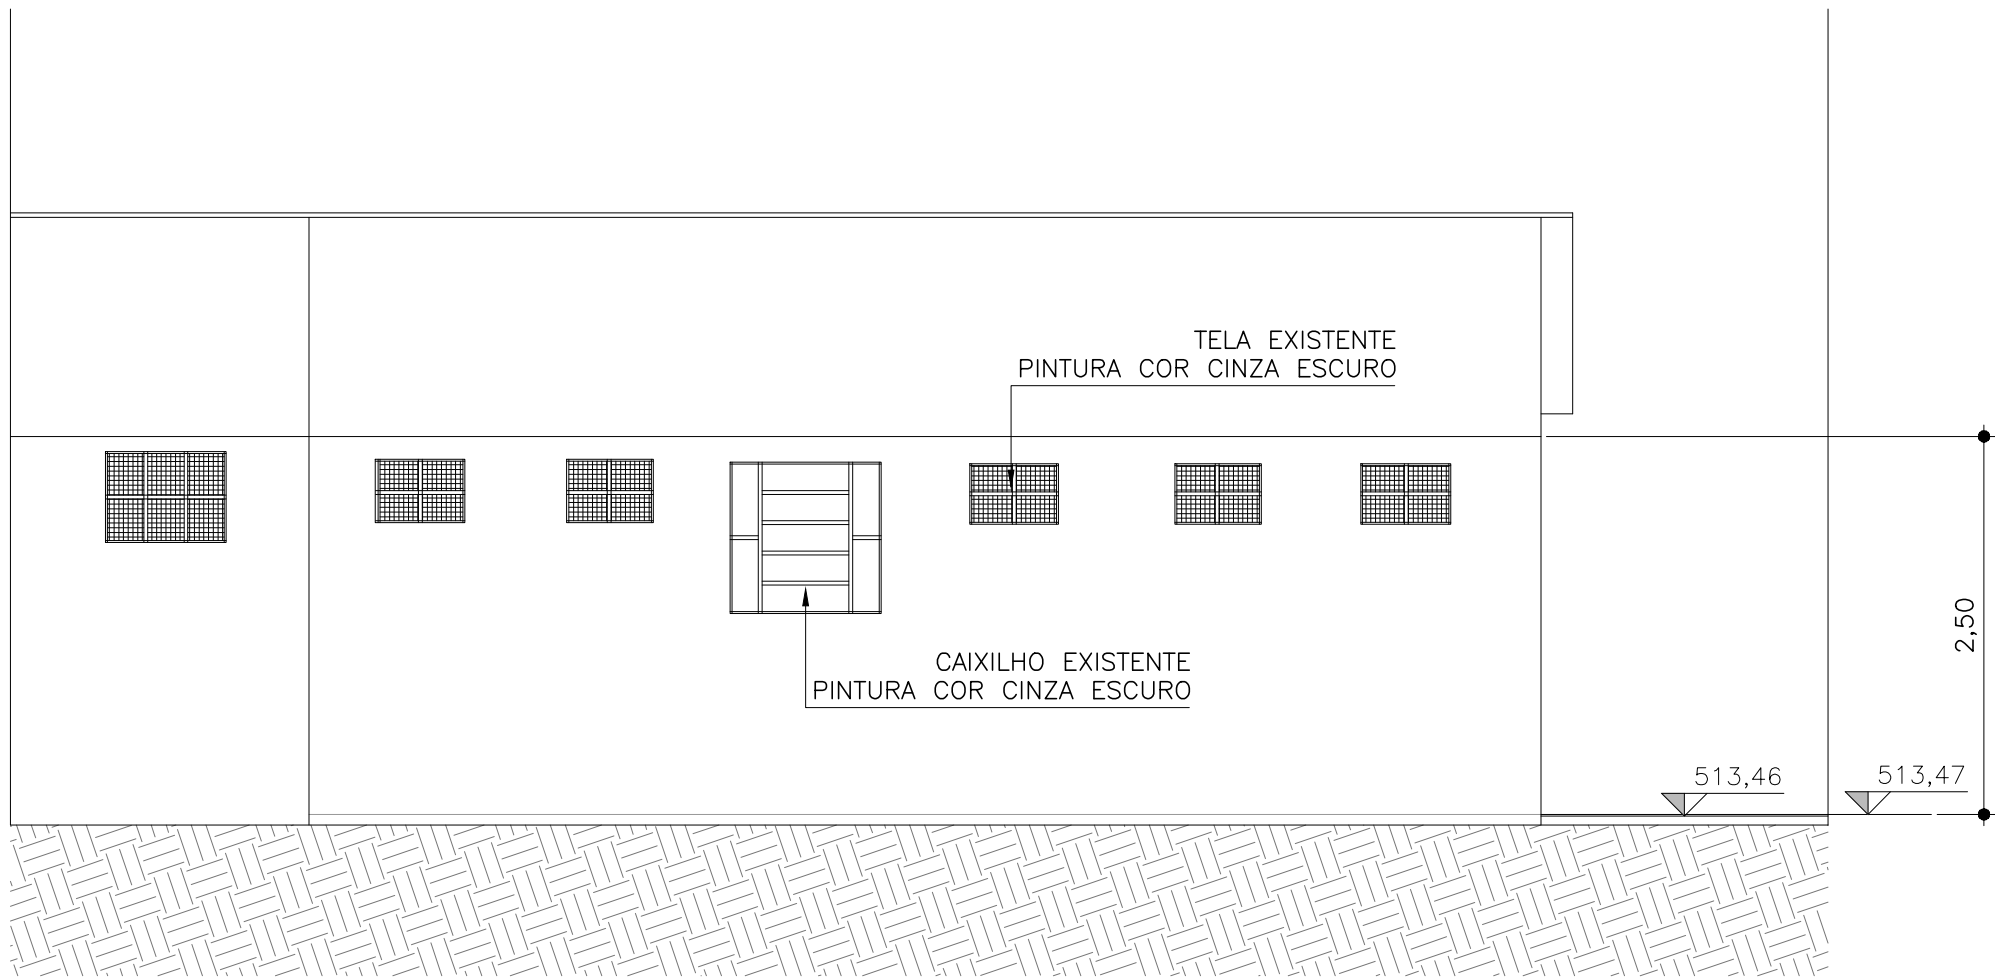 TELA EXISTENTE
PINTURA COR CINZA ESCURO
CAIXILHO EXISTENTE
PINTURA COR CINZA ESCURO
2,50
513,46
513,47